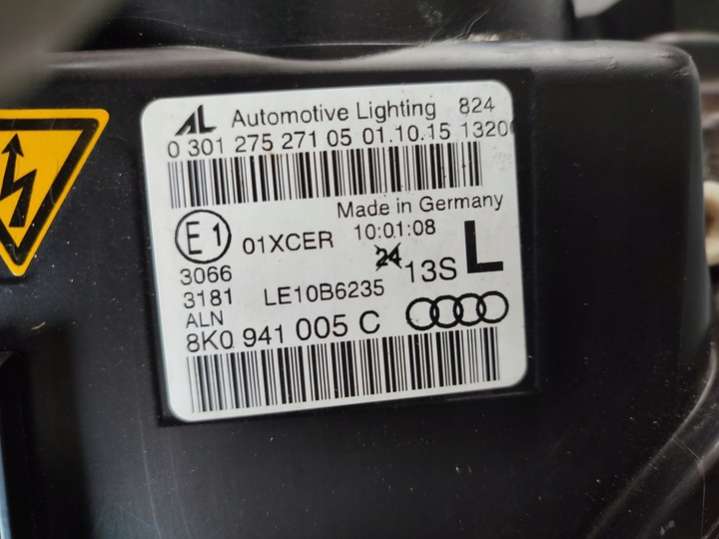 AL Automotive Lighting 824
0 301 275 271 05 01.10.15 1320
Made in Germany
E1 01XCER 10:01:08
24 13S L
3066
3181 LE10B6235
ALN
8K0 941 005 C